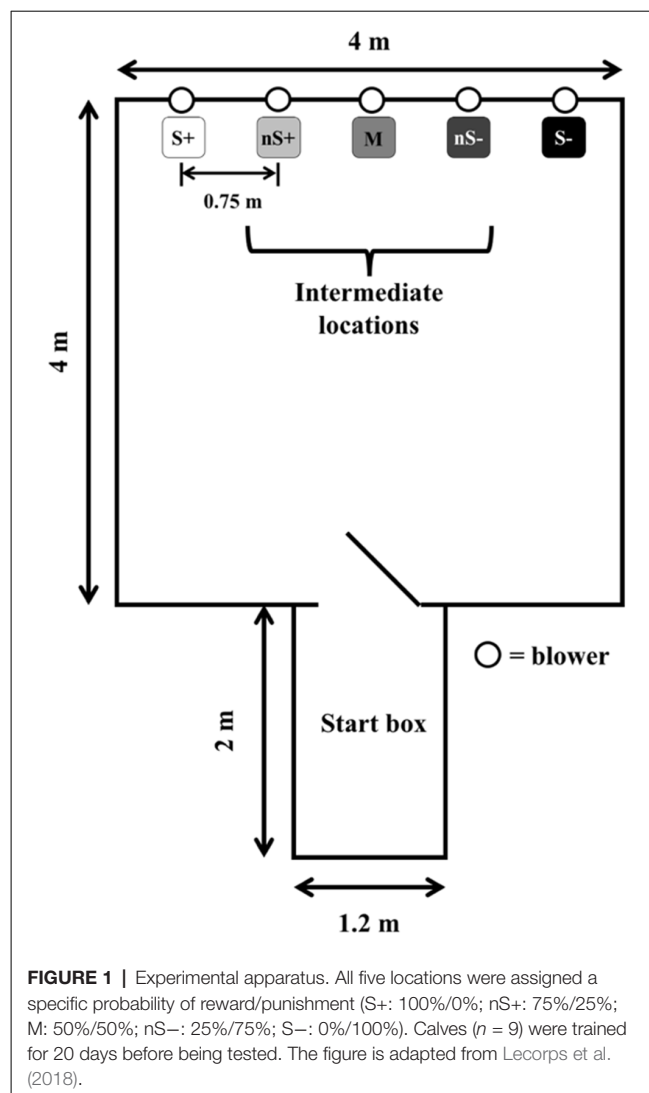 4 m
S+ nS+ M nS- S-
0.75 m
Intermediate
locations
4 m
= blower
Start box
2 m
1.2 m
FIGURE 1 | Experimental apparatus. All five locations were assigned a
specific probability of reward/punishment (S+: 100%/0%; nS+: 75%/25%;
M: 50%/50%; nS−: 25%/75%; S−: 0%/100%). Calves (n = 9) were trained
for 20 days before being tested. The figure is adapted from Lecorps et al.
(2018).